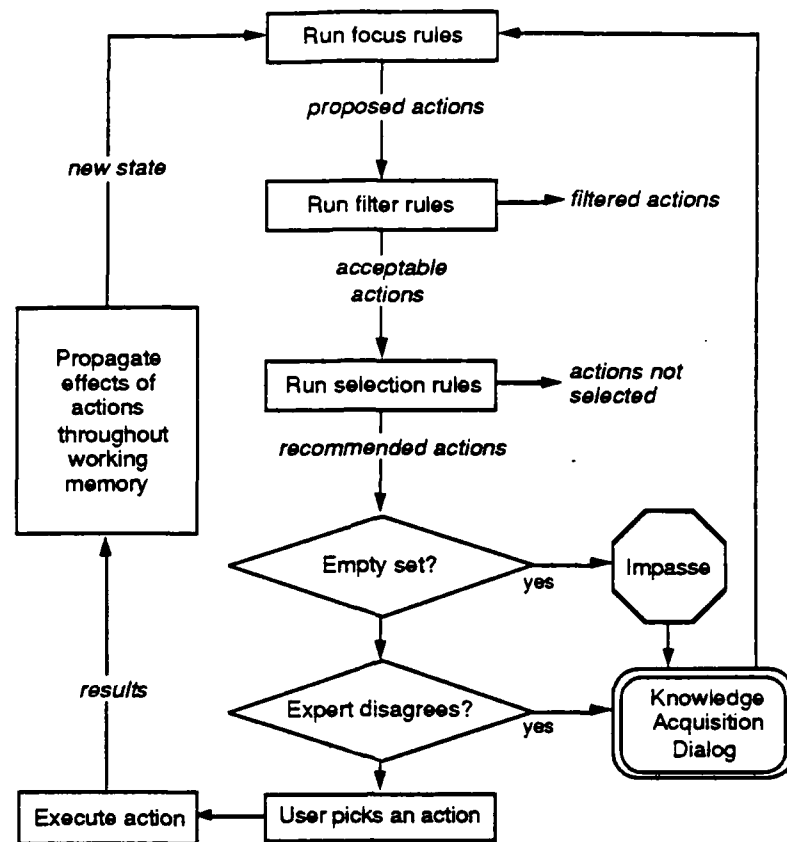 Run focus rules
proposed actions
new state
Run filter rules
filtered actions
acceptable
actions
Propagate
effects of
actions
throughout
working
memory
Run selection rules
actions not
selected
recommended actions
Empty set?
yes
Impasse
results
Expert disagrees?
yes
Knowledge
Acquisition
Dialog
Execute action
User picks an action